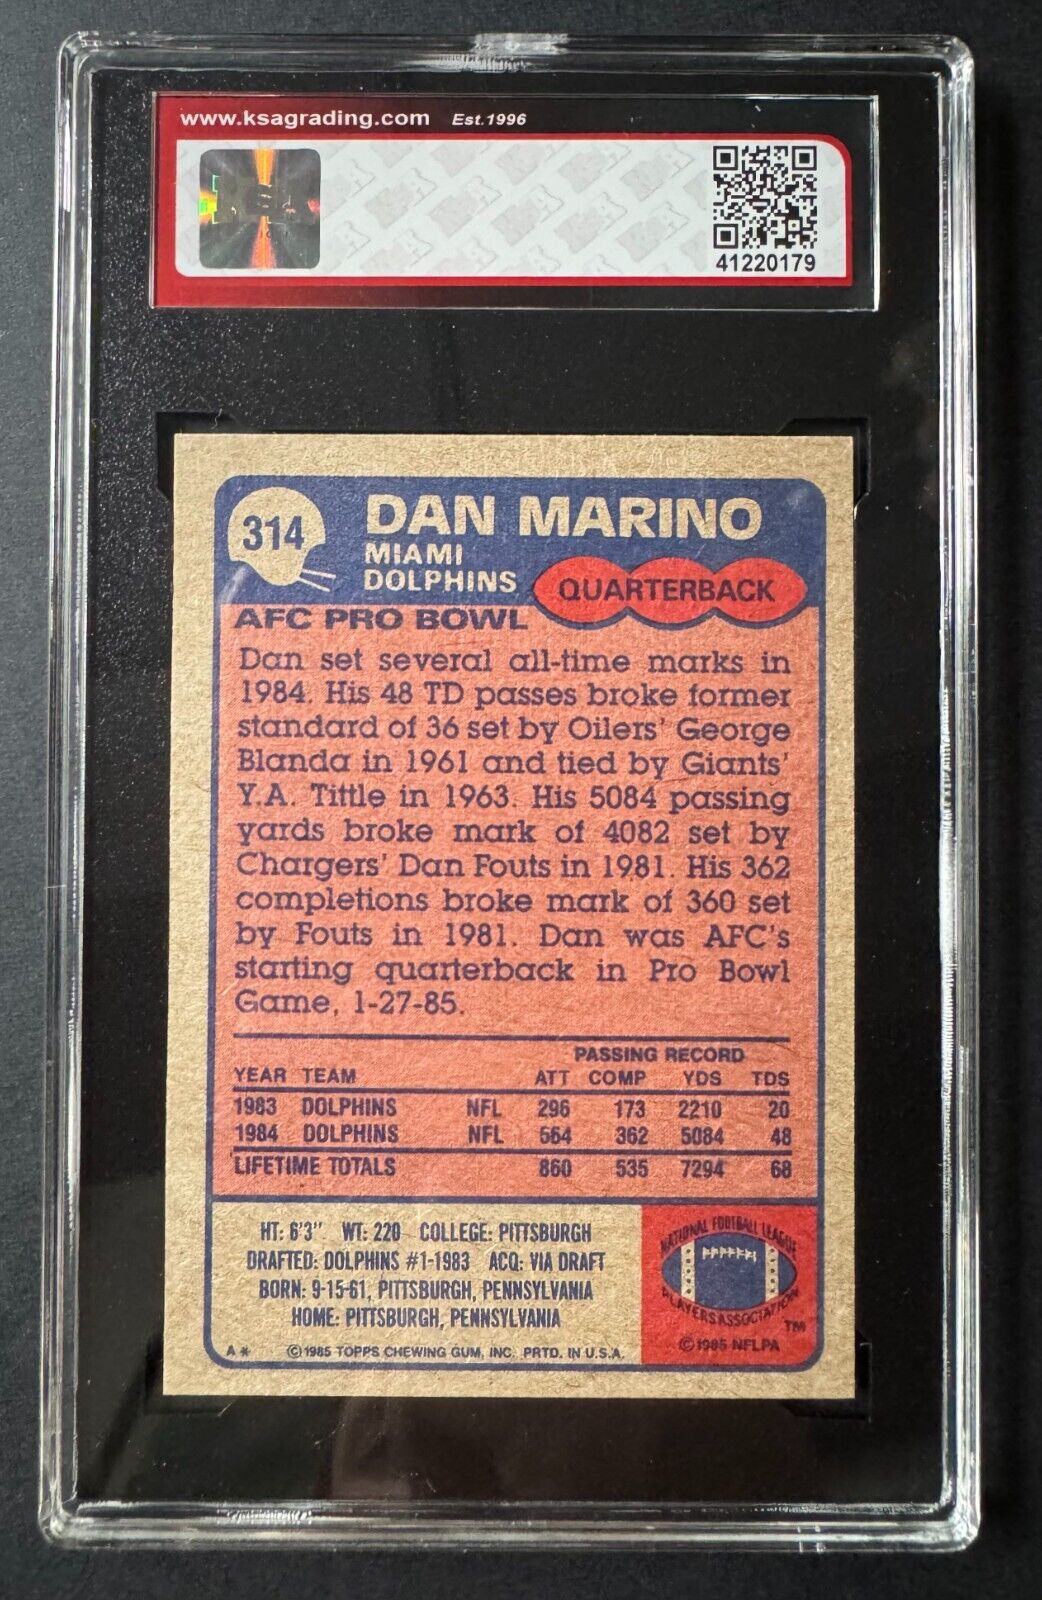 www.ksagrading.com Est.1996
41220179
314
DAN MARINO
MIAMI
DOLPHINS
QUARTERBACK
AFC PRO BOWL
Dan set several all-time marks in
1984. His 48 TD passes broke former
standard of 36 set by Oilers' George
Blanda in 1961 and tied by Giants'
Y.A. Tittle in 1963. His 5084 passing
yards broke mark of 4082 set by
Chargers' Dan Fouts in 1981. His 362
completions broke mark of 360 set
by Fouts in 1981. Dan was AFC's
starting quarterback in Pro Bowl
Game, 1-27-85.
PASSING RECORD
YEAR TEAM ATT COMP YDS TDS
1983 DOLPHINS NFL 296 173 2210 20
1984 DOLPHINS NFL 564 362 5084 48
LIFETIME TOTALS 860 535 7294 68
HT: 6'3" WT: 220 COLLEGE: PITTSBURGH
DRAFTED: DOLPHINS #1-1983 ACQ: VIA DRAFT
BORN: 9-15-61, PITTSBURGH, PENNSYLVANIA
HOME: PITTSBURGH, PENNSYLVANIA
NATIONAL FOOTBALL LEAGUE
PLAYERS ASSOCIATION
TM
©1985 NFLPA
A* ©1985 TOPPS CHEWING GUM, INC. PRTD. IN U.S.A.